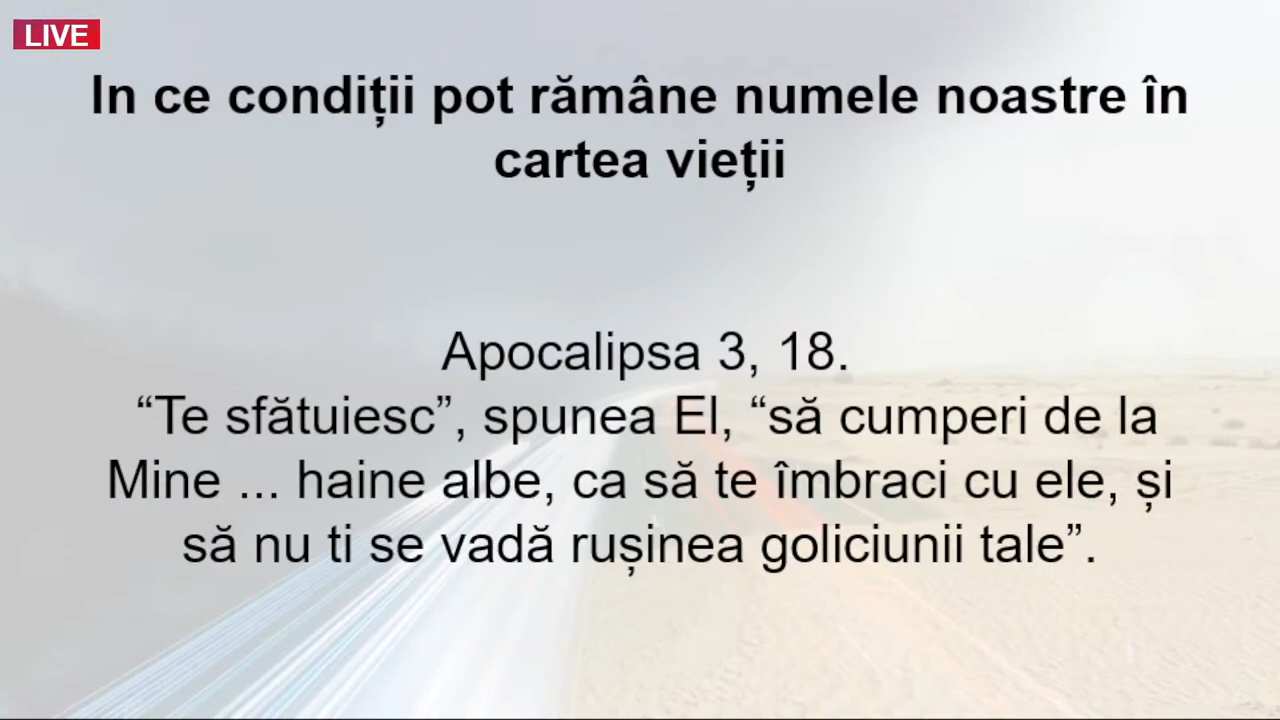 LIVE
In ce condiții pot rămâne numele noastre în
cartea vieții
Apocalipsa 3, 18.
“Te sfătuiesc”, spunea El, “să cumperi de la
Mine ... haine albe, ca să te îmbraci cu ele, și
să nu ti se vadă rușinea goliciunii tale”.